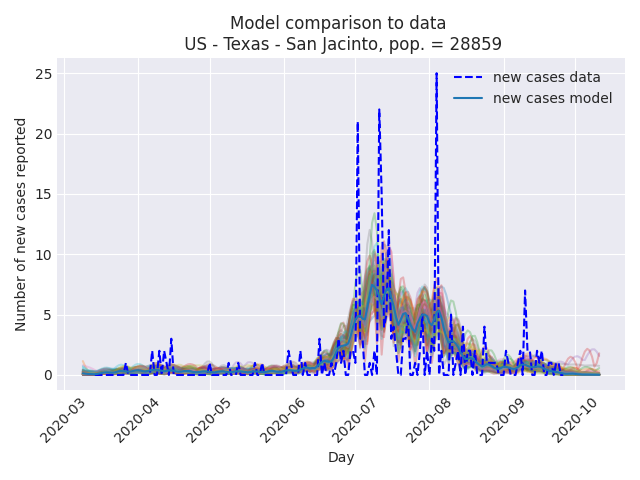 Model comparison to data
US - Texas - San Jacinto, pop. = 28859
new cases data
new cases model
Number of new cases reported
25
20
15
10
5
0
2020-03
2020-04
2020-05
2020-06
2020-07
2020-08
2020-09
2020-10
Day